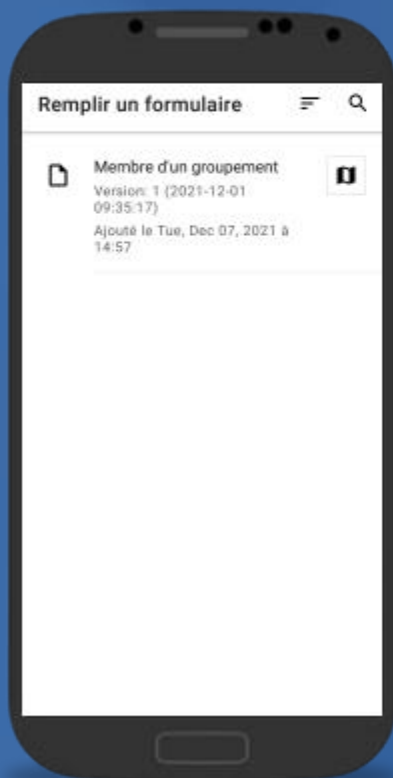 Remplir un formulaire
Membre d'un groupement
Version: 1 (2021-12-01
09:35:17)
Ajouté le Tue, Dec 07, 2021 à
14:57